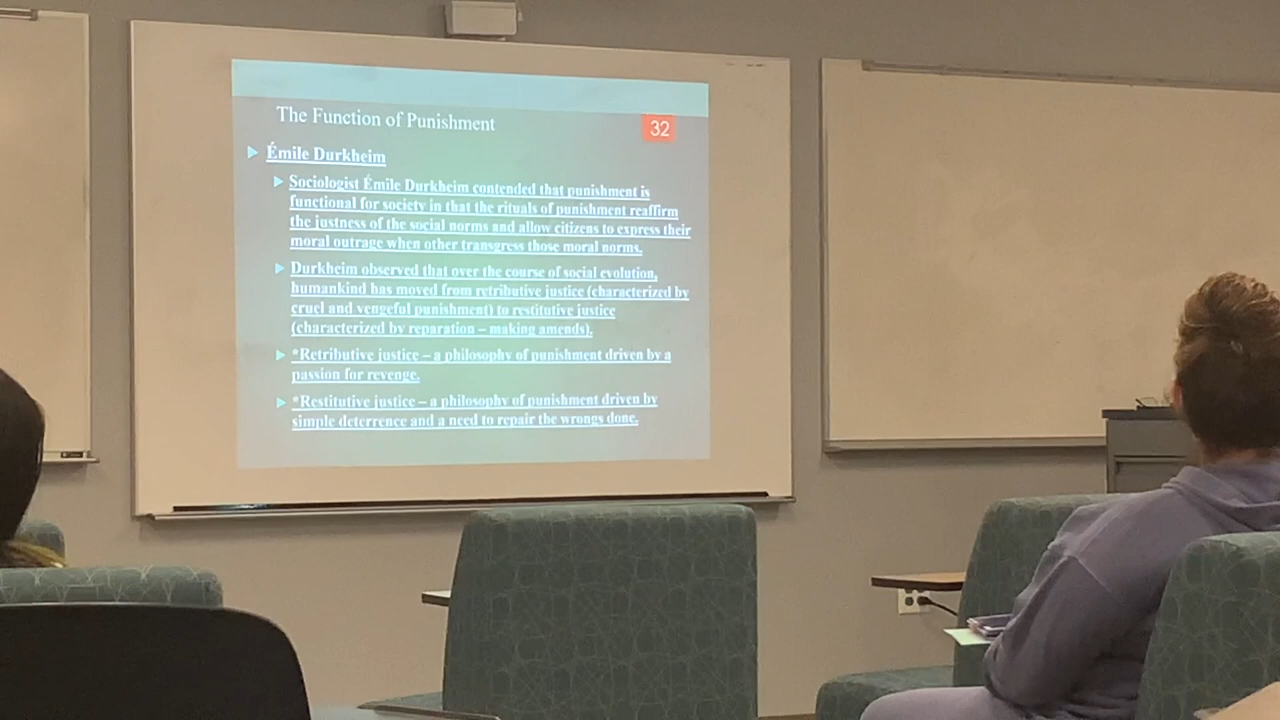 The Function of Punishment
32
Émile Durkheim
Sociologist Émile Durkheim contended that punishment is
functional for society in that the rituals of punishment reaffirm
the justness of the social norms and allow citizens to express their
moral outrage when other transgress those moral norms.
Durkheim observed that over the course of social evolution,
humankind has moved from retributive justice (characterized by
cruel and vengeful punishment) to restitutive justice
(characterized by reparation – making amends).
*Retributive justice – a philosophy of punishment driven by a
passion for revenge.
*Restitutive justice – a philosophy of punishment driven by
simple deterrence and a need to repair the wrongs done.